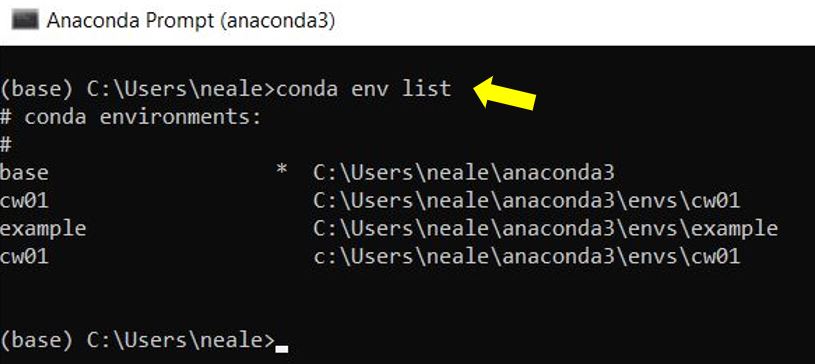 Anaconda Prompt (anaconda3)
(base) C:\Users\neale>conda env list
# conda environments:
#
base                  *  C:\Users\neale\anaconda3
cw01                     C:\Users\neale\anaconda3\envs\cw01
example                  C:\Users\neale\anaconda3\envs\example
cw01                     c:\Users\neale\anaconda3\envs\cw01
(base) C:\Users\neale>